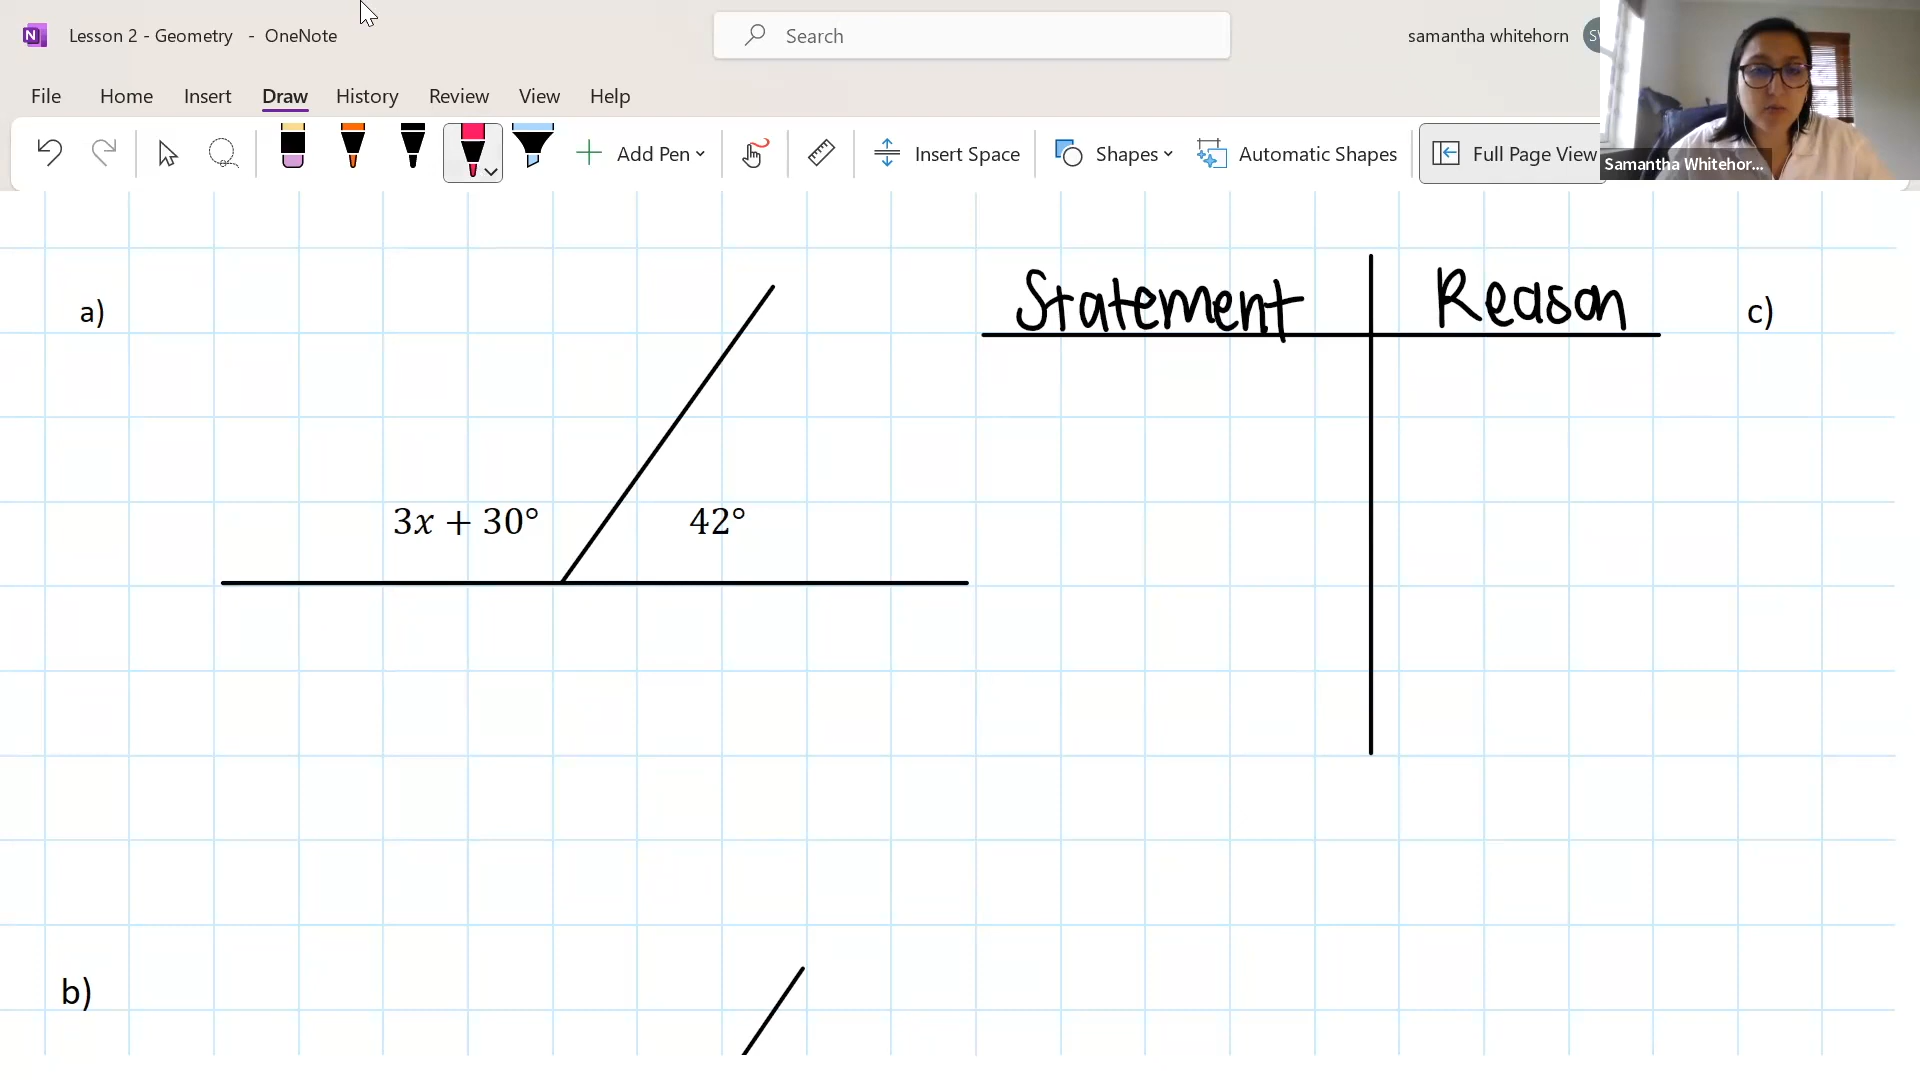 Lesson 2 - Geometry - OneNote
Search
samantha whitehorn
File Home Insert Draw History Review View Help
Add Pen
Insert Space
Shapes
Automatic Shapes
Full Page View
Samantha Whitehor...
a)
Statement Reason
c)
3x + 30° 42°
b)